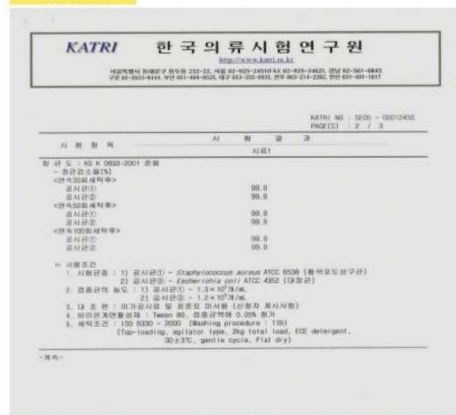 KATRI 한국의류시험연구원
http://www.katri.re.kr
KATRI NO : SE05 - 00012450
PAGE(S) : 2 / 3
시 험 결 과
시 험 항 목
시료1
항 균 도 : KS K 0693-2001 준용
- 정균감소율(%)
<연속30회세탁후>
공시균① 99.9
공시균② 99.9
<연속50회세탁후>
공시균① 99.9
공시균② 99.9
<연속100회세탁후>
공시균① 99.9
공시균② 99.9
시험조건
1. 시험균종 : 1) 공시균① - Staphylococcus aureus ATCC 6538 (황색포도상구균)
2) 공시균② - Escherichia coli ATCC 4352 (대장균)
2. 접종균의 농도 : 1) 공시균① - 1.3×10⁵개/mL
2) 공시균② - 1.2×10⁵개/mL
3. 대 조 편 : 미가공시료 및 표준포 미사용 (신청자 제시사항)
4. 비이온계면활성제 : Tween 80, 접종균액에 0.05% 첨가
5. 세탁조건 : ISO 6330 - 2000 (Washing procedure : 11B)
(Top-loading, agitator type, 2kg total load, ECE detergent,
30±3℃, gentle cycle, Flat dry)
-계속-